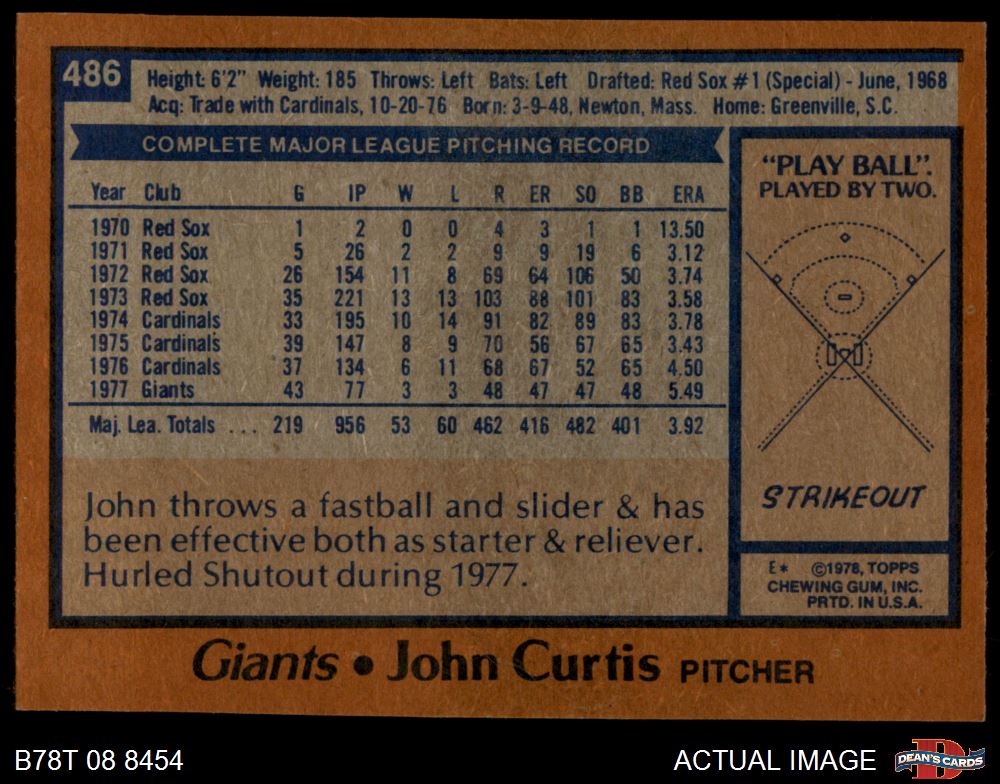 486
Height: 6'2" Weight: 185 Throws: Left Bats: Left Drafted: Red Sox #1 (Special) - June, 1968
Acq: Trade with Cardinals, 10-20-76 Born: 3-9-48, Newton, Mass. Home: Greenville, S.C.
COMPLETE MAJOR LEAGUE PITCHING RECORD
Year Club G IP W L R ER SO BB ERA
1970 Red Sox 1 2 0 0 4 3 1 1 13.50
1971 Red Sox 5 26 2 2 9 9 19 6 3.12
1972 Red Sox 26 154 11 8 69 64 106 50 3.74
1973 Red Sox 35 221 13 13 103 88 101 83 3.58
1974 Cardinals 33 195 10 14 91 82 89 83 3.78
1975 Cardinals 39 147 8 9 70 56 67 65 3.43
1976 Cardinals 37 134 6 11 68 67 52 65 4.50
1977 Giants 43 77 3 3 48 47 47 48 5.49
Maj. Lea. Totals ... 219 956 53 60 462 416 482 401 3.92
John throws a fastball and slider & has
been effective both as starter & reliever.
Hurled Shutout during 1977.
"PLAY BALL".
PLAYED BY TWO.
STRIKEOUT
E* ©1978, TOPPS
CHEWING GUM, INC.
PRTD. IN U.S.A.
Giants • John Curtis PITCHER
B78T 08 8454
ACTUAL IMAGE
D
DEAN'S CARDS